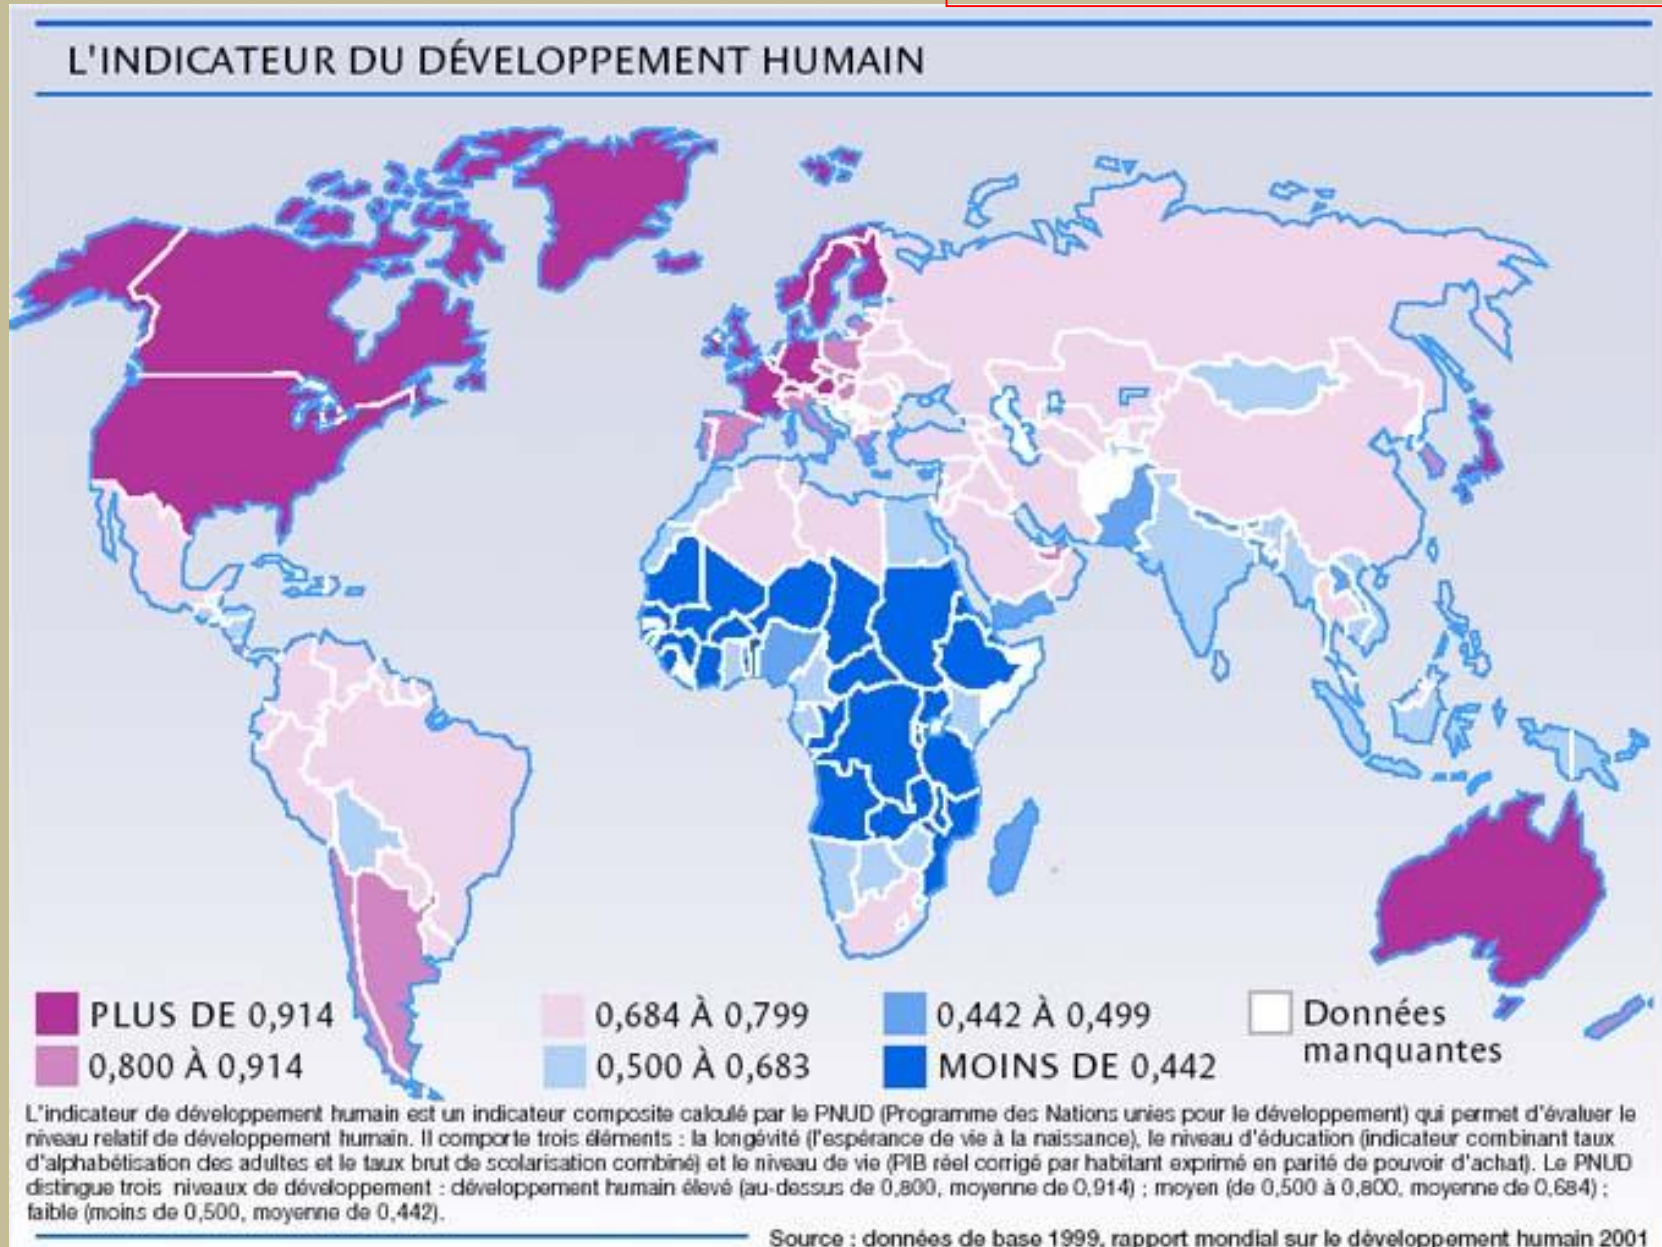 L'INDICATEUR DU DÉVELOPPEMENT HUMAIN
PLUS DE 0,914
0,800 À 0,914
0,684 À 0,799
0,500 À 0,683
0,442 À 0,499
MOINS DE 0,442
Données
manquantes
L'indicateur de développement humain est un indicateur composite calculé par le PNUD (Programme des Nations unies pour le développement) qui permet d'évaluer le
niveau relatif de développement humain. Il comporte trois éléments : la longévité (l'espérance de vie à la naissance), le niveau d'éducation (indicateur combinant taux
d'alphabétisation des adultes et le taux brut de scolarisation combiné) et le niveau de vie (PIB réel corrigé par habitant exprimé en parité de pouvoir d'achat). Le PNUD
distingue trois niveaux de développement : développement humain élevé (au-dessus de 0,800, moyenne de 0,914) ; moyen (de 0,500 à 0,800, moyenne de 0,684) ;
faible (moins de 0,500, moyenne de 0,442).
Source : données de base 1999, rapport mondial sur le développement humain 2001